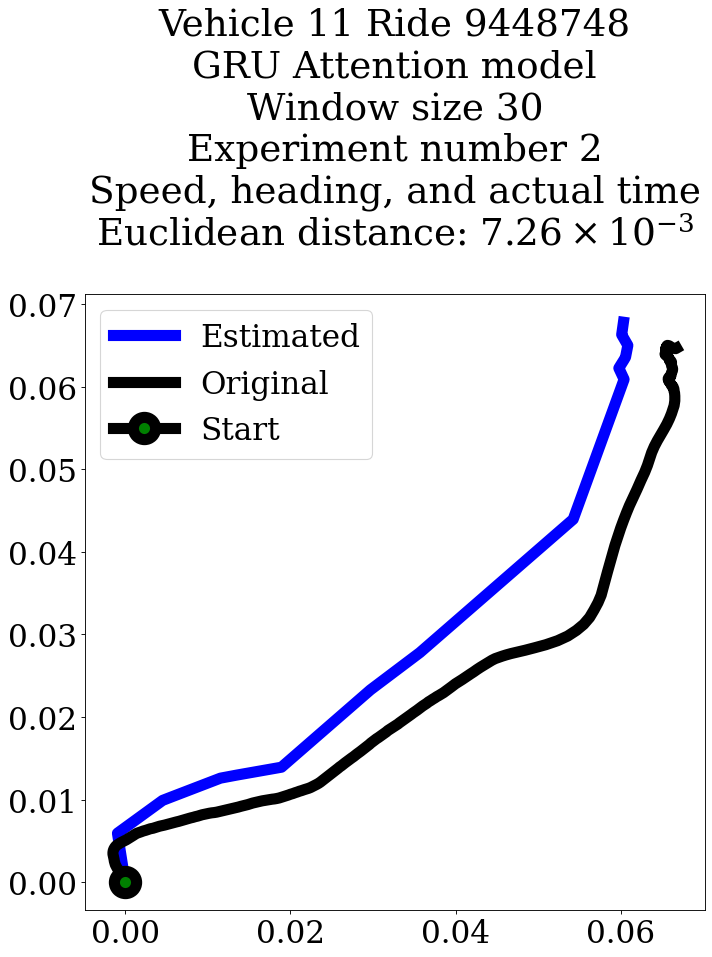 Vehicle 11 Ride 9448748
GRU Attention model
Window size 30
Experiment number 2
Speed, heading, and actual time
Euclidean distance: 7.26 × 10⁻³
0.07
0.06
0.05
0.04
0.03
0.02
0.01
0.00
Estimated
Original
Start
0.00 0.02 0.04 0.06